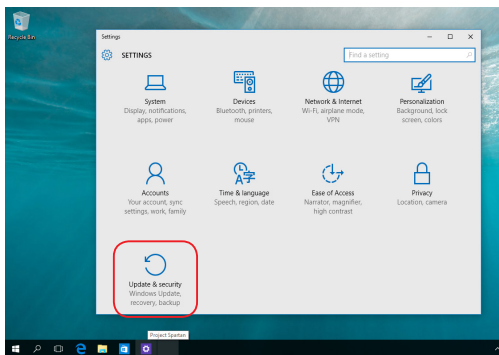 Recycle Bin
Settings
SETTINGS
Find a setting
System
Display, notifications,
apps, power
Devices
Bluetooth, printers,
mouse
Network & Internet
Wi-Fi, airplane mode,
VPN
Personalization
Background, lock
screen, colors
Accounts
Your account, sync
settings, work, family
Time & language
Speech, region, date
Ease of Access
Narrator, magnifier,
high contrast
Privacy
Location, camera
Update & security
Windows Update,
recovery, backup
Project Spartan